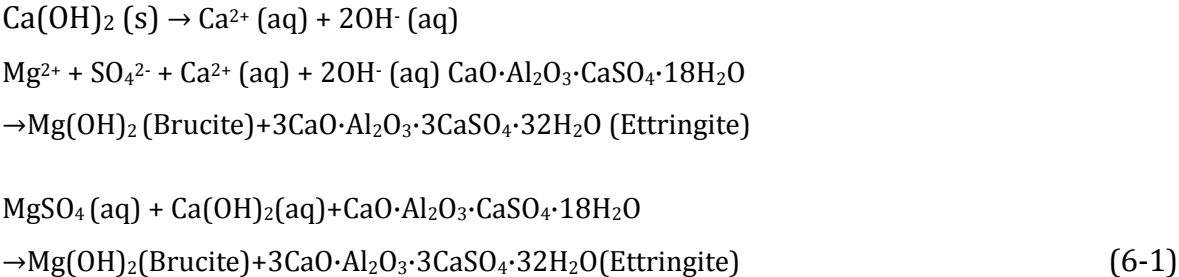 Ca(OH)₂ (s) → Ca²⁺ (aq) + 2OH⁻ (aq)
Mg²⁺ + SO₄²⁻ + Ca²⁺ (aq) + 2OH⁻ (aq) CaO·Al₂O₃·CaSO₄·18H₂O
→Mg(OH)₂ (Brucite)+3CaO·Al₂O₃·3CaSO₄·32H₂O (Ettringite)
MgSO₄ (aq) + Ca(OH)₂(aq)+CaO·Al₂O₃·CaSO₄·18H₂O
→Mg(OH)₂(Brucite)+3CaO·Al₂O₃·3CaSO₄·32H₂O(Ettringite) (6-1)